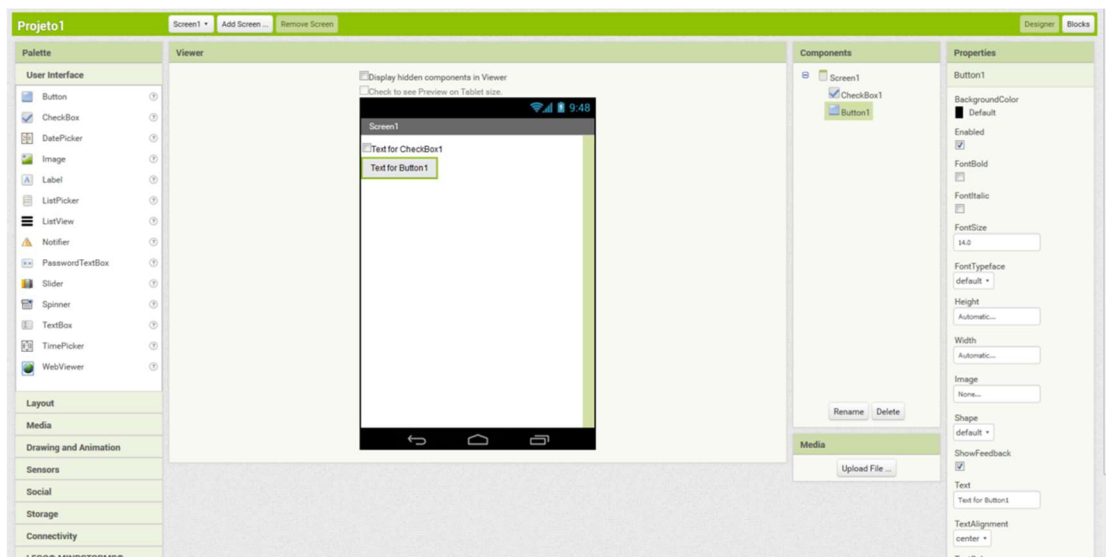 Projeto1
Screen1
Add Screen ...
Remove Screen
Designer
Blocks
Palette
User Interface
Button
CheckBox
DatePicker
Image
Label
ListPicker
ListView
Notifier
PasswordTextBox
Slider
Spinner
TextBox
TimePicker
WebViewer
Layout
Media
Drawing and Animation
Sensors
Social
Storage
Connectivity
Viewer
Display hidden components in Viewer
Check to see Preview on Tablet size.
9:48
Screen1
Text for CheckBox1
Text for Button1
Components
Screen1
CheckBox1
Button1
Rename
Delete
Media
Upload File ...
Properties
Button1
BackgroundColor
Default
Enabled
FontBold
FontItalic
FontSize
14.0
FontTypeface
default
Height
Automatic...
Width
Automatic...
Image
None...
Shape
default
ShowFeedback
Text
Text for Button1
TextAlignment
center